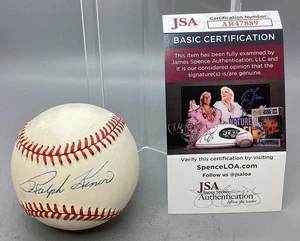 Ralph Kiner
JSA
Certification Number
AR47889
BASIC CERTIFICATION
This item has been fully examined by
James Spence Authentication, LLC and it
is our considered opinion that the
signature(s) is/are genuine.
Verify this certification by visiting
SpenceLOA.com
Follow us @jsaloa
JSA
James Spence
Authentication